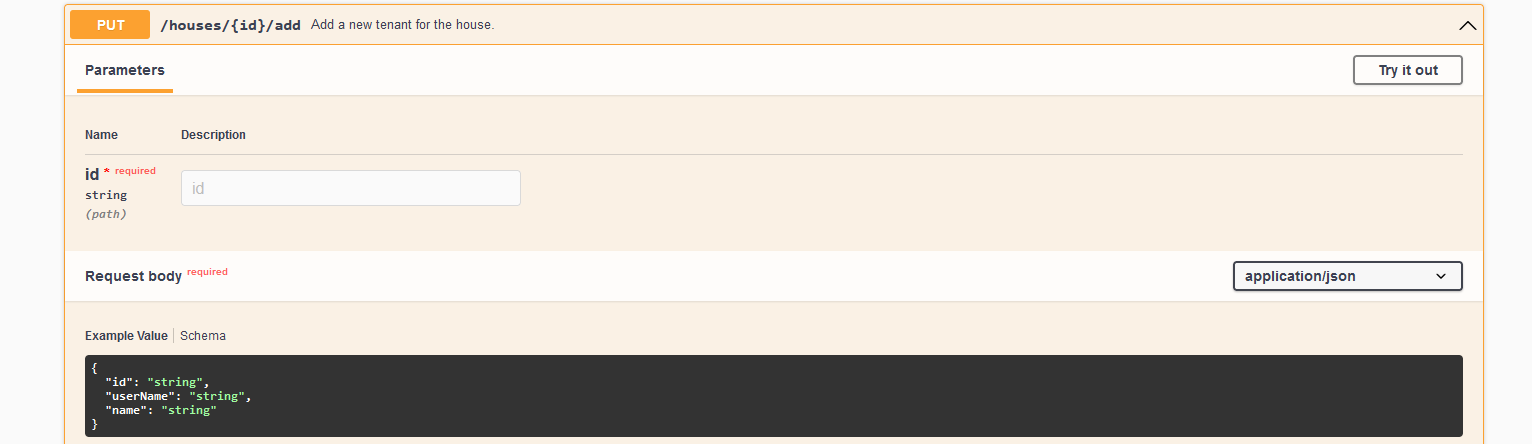 PUT /houses/{id}/add Add a new tenant for the house.
Parameters Try it out
Name Description
id * required id
string
(path)
Request body required application/json
Example Value Schema
{
"id": "string",
"userName": "string",
"name": "string"
}